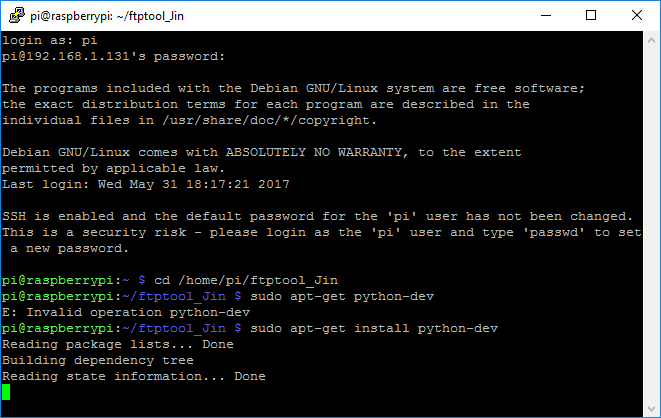 pi@raspberrypi: ~/ftptool_Jin
login as: pi
pi@192.168.1.131's password:
The programs included with the Debian GNU/Linux system are free software;
the exact distribution terms for each program are described in the
individual files in /usr/share/doc/*/copyright.
Debian GNU/Linux comes with ABSOLUTELY NO WARRANTY, to the extent
permitted by applicable law.
Last login: Wed May 31 18:17:21 2017
SSH is enabled and the default password for the 'pi' user has not been changed.
This is a security risk - please login as the 'pi' user and type 'passwd' to set
 a new password.
pi@raspberrypi:~ $ cd /home/pi/ftptool_Jin
pi@raspberrypi:~/ftptool_Jin $ sudo apt-get python-dev
E: Invalid operation python-dev
pi@raspberrypi:~/ftptool_Jin $ sudo apt-get install python-dev
Reading package lists... Done
Building dependency tree
Reading state information... Done